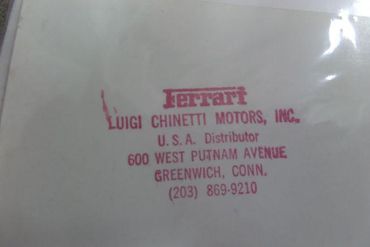 Ferrari
LUIGI CHINETTI MOTORS, INC.
U.S.A. Distributor
600 WEST PUTNAM AVENUE
GREENWICH, CONN.
(203) 869-9210